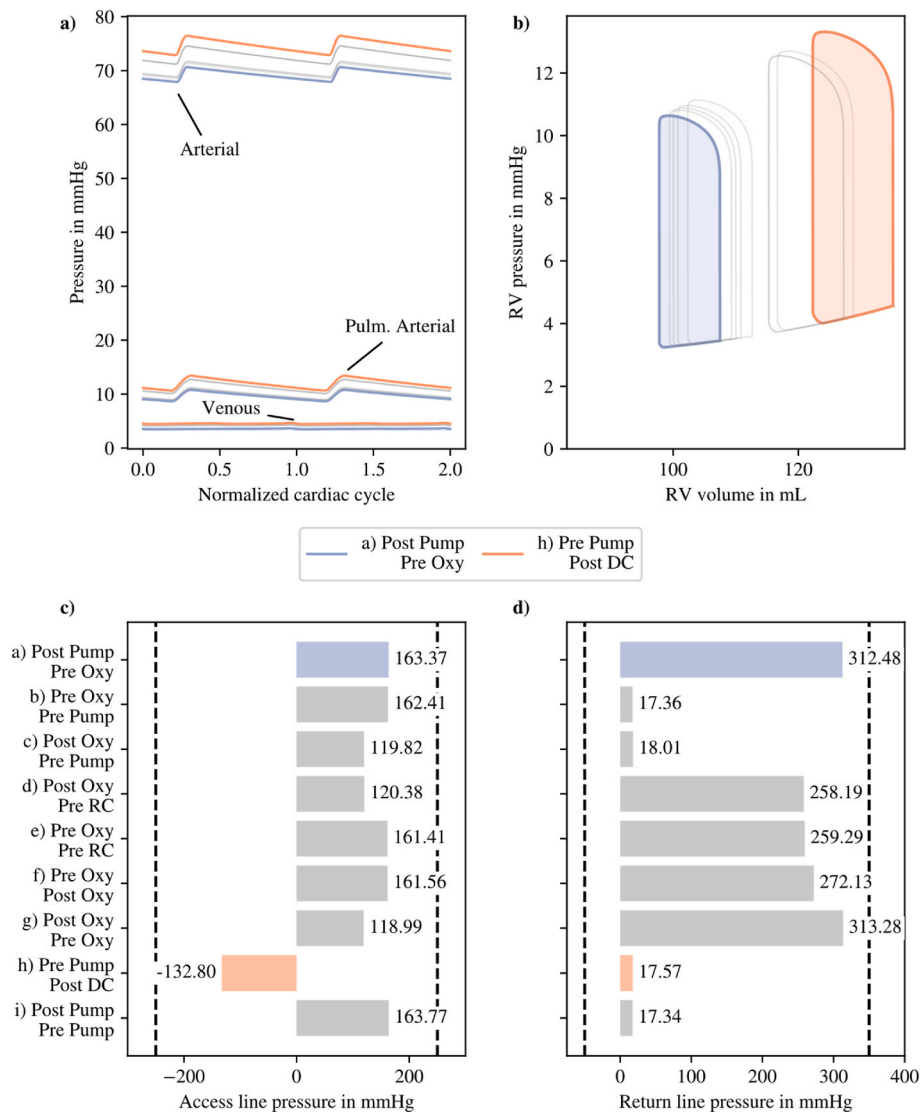 a)
80
70
60
50
40
30
20
10
0
Pressure in mmHg
Arterial
Pulm. Arterial
Venous
0.0 0.5 1.0 1.5 2.0
Normalized cardiac cycle
b)
12
10
8
6
4
2
0
RV pressure in mmHg
100 120
RV volume in mL
a) Post Pump
Pre Oxy
h) Pre Pump
Post DC
c)
a) Post Pump
Pre Oxy
163.37
b) Pre Oxy
Pre Pump
162.41
c) Post Oxy
Pre Pump
119.82
d) Post Oxy
Pre RC
120.38
e) Pre Oxy
Pre RC
161.41
f) Pre Oxy
Post Oxy
161.56
g) Post Oxy
Pre Oxy
118.99
h) Pre Pump
Post DC
-132.80
i) Post Pump
Pre Pump
163.77
−200 0 200
Access line pressure in mmHg
d)
312.48
17.36
18.01
258.19
259.29
272.13
313.28
17.57
17.34
0 100 200 300 400
Return line pressure in mmHg